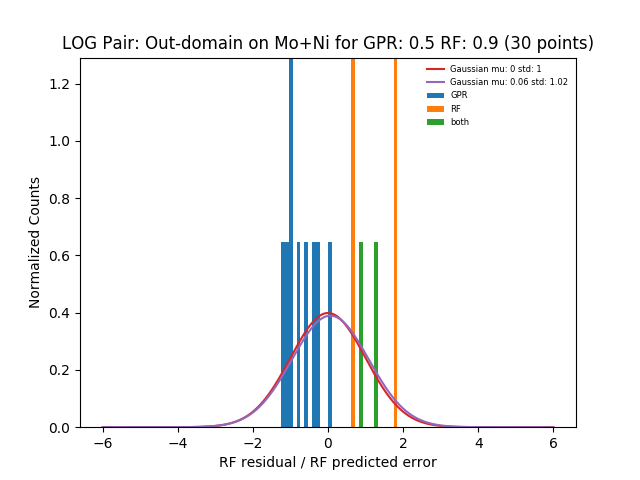 LOG Pair: Out-domain on Mo+Ni for GPR: 0.5 RF: 0.9 (30 points)
Gaussian mu: 0 std: 1
Gaussian mu: 0.06 std: 1.02
GPR
RF
both
Normalized Counts
1.2
1.0
0.8
0.6
0.4
0.2
0.0
−6 −4 −2 0 2 4 6
RF residual / RF predicted error